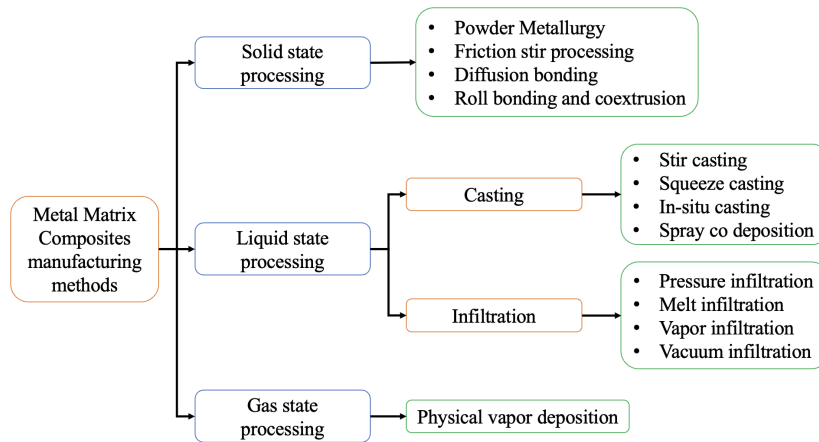 Metal Matrix
Composites
manufacturing
methods
Solid state
processing
• Powder Metallurgy
• Friction stir processing
• Diffusion bonding
• Roll bonding and coextrusion
Liquid state
processing
Casting
• Stir casting
• Squeeze casting
• In-situ casting
• Spray co deposition
Infiltration
• Pressure infiltration
• Melt infiltration
• Vapor infiltration
• Vacuum infiltration
Gas state
processing
Physical vapor deposition